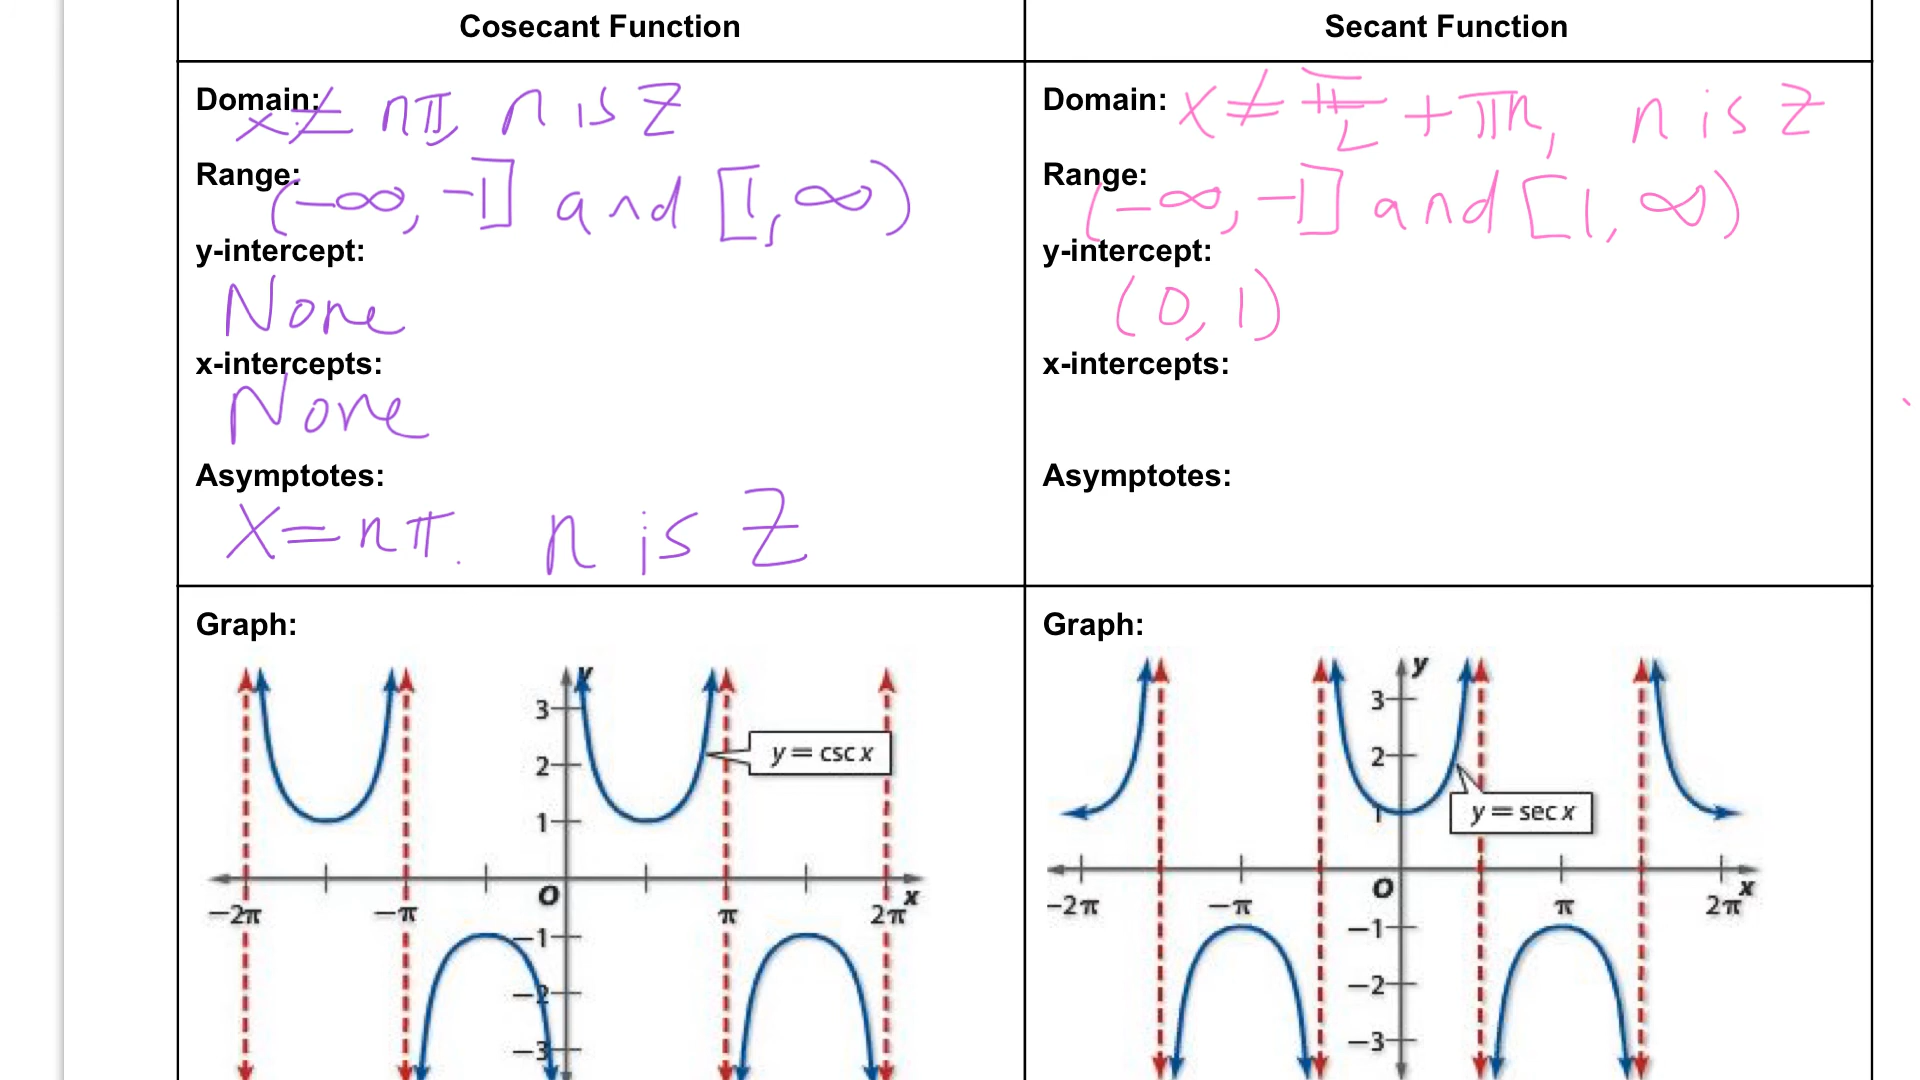 Cosecant Function
Domain: x ≠ nπ, n is Z
Range: (-∞, -1] and [1, ∞)
y-intercept:
None
x-intercepts:
None
Asymptotes:
x = nπ. n is Z
Graph:
y
3
2
1
y = csc x
O
x
−2π
−π
π
2π
−1
−2
−3
Secant Function
Domain: x ≠ π/2 + πn, n is Z
Range: (-∞, -1] and [1, ∞)
y-intercept:
(0, 1)
x-intercepts:
Asymptotes:
Graph:
y
3
2
1
y = sec x
O
x
−2π
−π
π
2π
−1
−2
−3